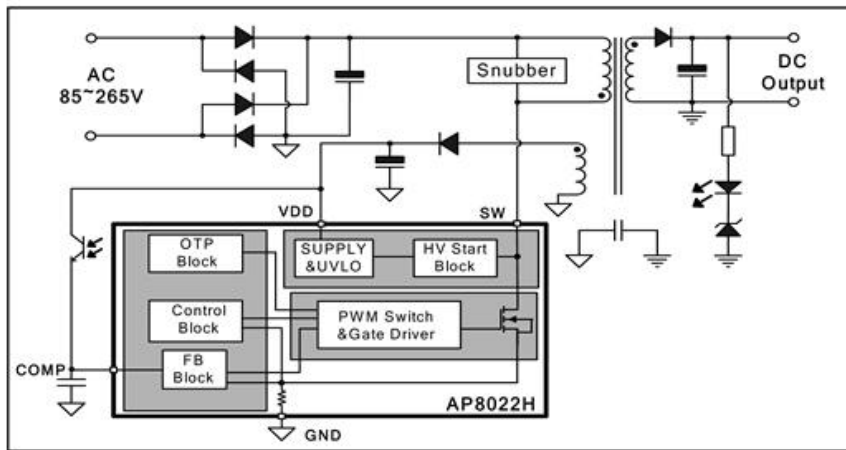 AC
85~265V
Snubber
DC
Output
VDD
SW
OTP
Block
SUPPLY
&UVLO
HV Start
Block
Control
Block
PWM Switch
&Gate Driver
COMP
FB
Block
AP8022H
GND